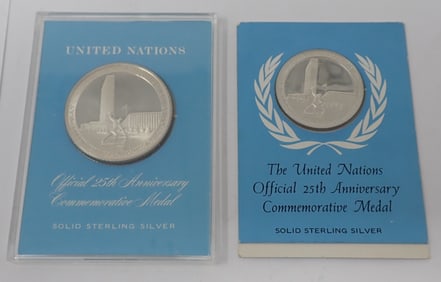 UNITED NATIONS
Official 25th Anniversary
Commemorative Medal
SOLID STERLING SILVER
The United Nations
Official 25th Anniversary
Commemorative Medal
SOLID STERLING SILVER